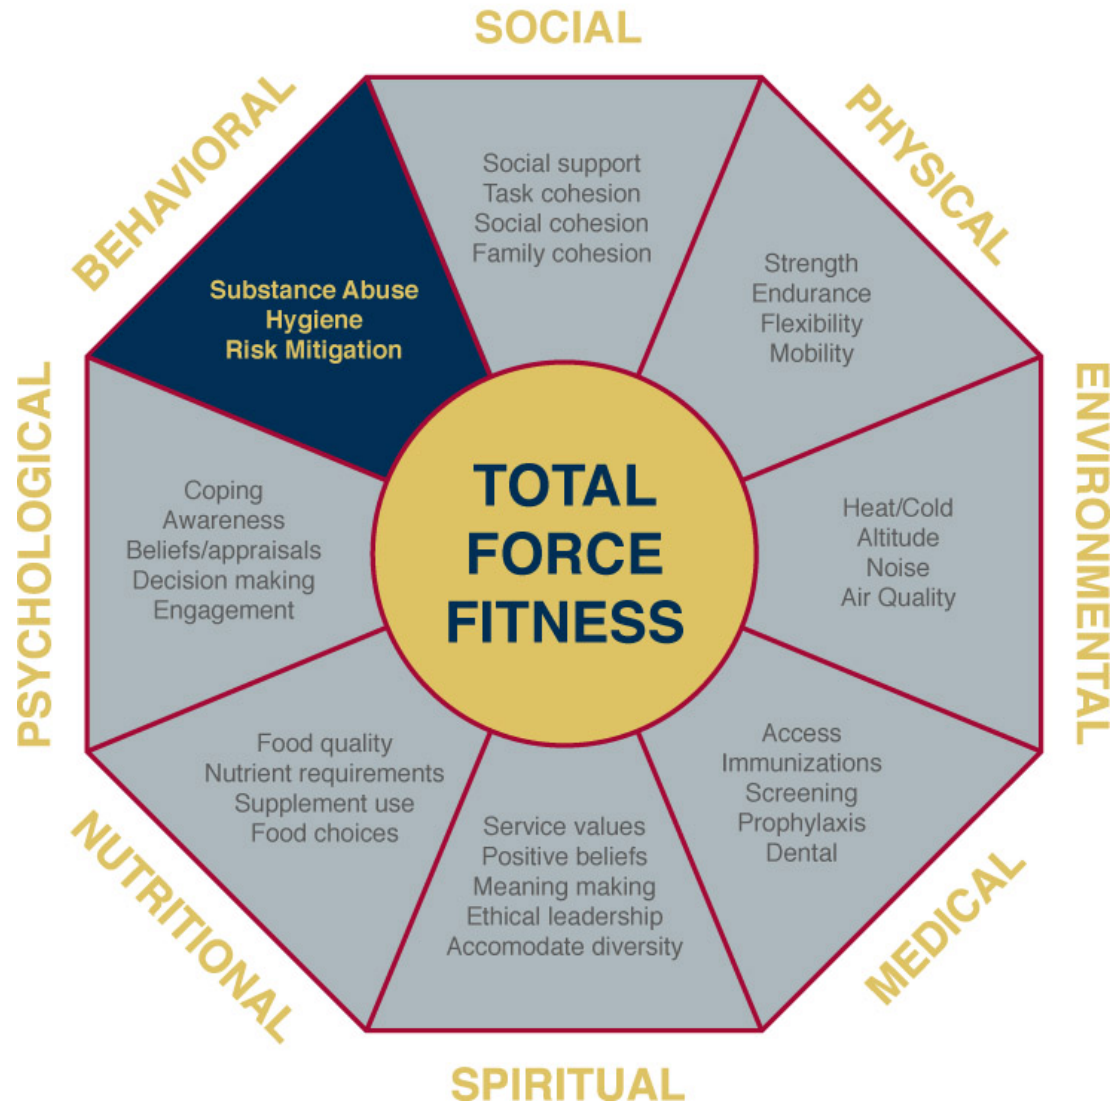 SOCIAL
Social support
Task cohesion
Social cohesion
Family cohesion
PHYSICAL
Strength
Endurance
Flexibility
Mobility
ENVIRONMENTAL
Heat/Cold
Altitude
Noise
Air Quality
MEDICAL
Access
Immunizations
Screening
Prophylaxis
Dental
SPIRITUAL
Service values
Positive beliefs
Meaning making
Ethical leadership
Accomodate diversity
NUTRITIONAL
Food quality
Nutrient requirements
Supplement use
Food choices
PSYCHOLOGICAL
Coping
Awareness
Beliefs/appraisals
Decision making
Engagement
BEHAVIORAL
Substance Abuse
Hygiene
Risk Mitigation
TOTAL
FORCE
FITNESS